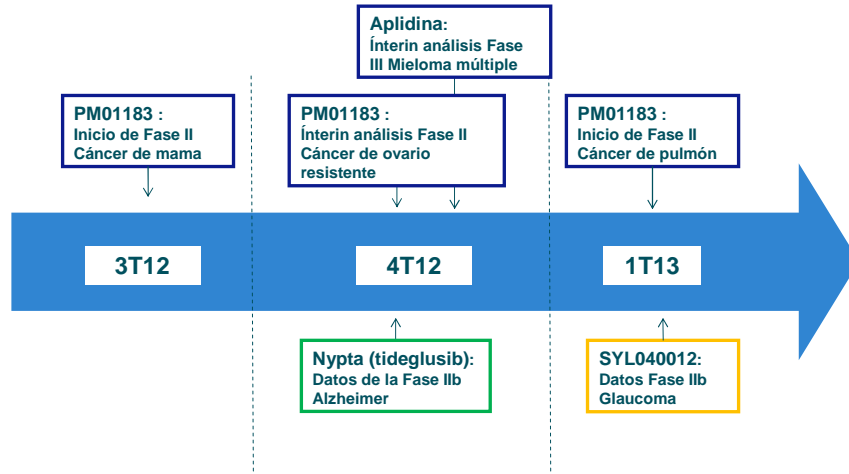 Aplidina:
Ínterin análisis Fase
III Mieloma múltiple
PM01183 :
Inicio de Fase II
Cáncer de mama
PM01183 :
Ínterin análisis Fase II
Cáncer de ovario
resistente
PM01183 :
Inicio de Fase II
Cáncer de pulmón
3T12
4T12
1T13
Nypta (tideglusib):
Datos de la Fase IIb
Alzheimer
SYL040012:
Datos Fase IIb
Glaucoma